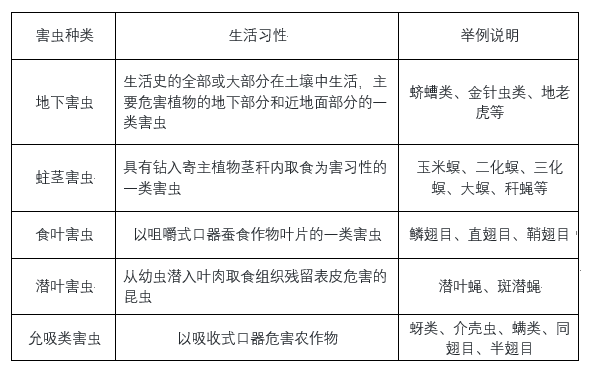 害虫种类 生活习性 举例说明
地下害虫
生活史的全部或大部分在土壤中生活，主
要危害植物的地下部分和近地面部分的一
类害虫
蛴螬类、金针虫类、地老
虎等
蛀茎害虫
具有钻入寄主植物茎秆内取食为害习性的
一类害虫
玉米螟、二化螟、三化
螟、大螟、秆蝇等
食叶害虫 以咀嚼式口器蚕食作物叶片的一类害虫 鳞翅目、直翅目、鞘翅目
潜叶害虫
从幼虫潜入叶肉取食组织残留表皮危害的
昆虫
潜叶蝇、斑潜蝇
允吸类害虫 以吸收式口器危害农作物
蚜类、介壳虫、螨类、同
翅目、半翅目